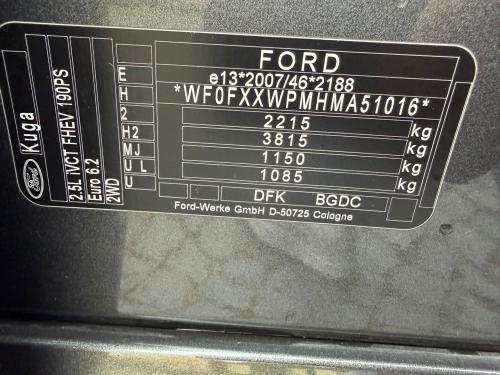 FORD
e13*2007/46*2188
*WF0FXXWPMHMA51016*
2215 kg
3815 kg
1150 kg
1085 kg
DFK BGDC
Ford-Werke GmbH D-50725 Cologne
E
H
2
H2
MJ
U L
U
Kuga
Ford
2.5L iVCT FHEV 190PS
Euro 6.2
2WD